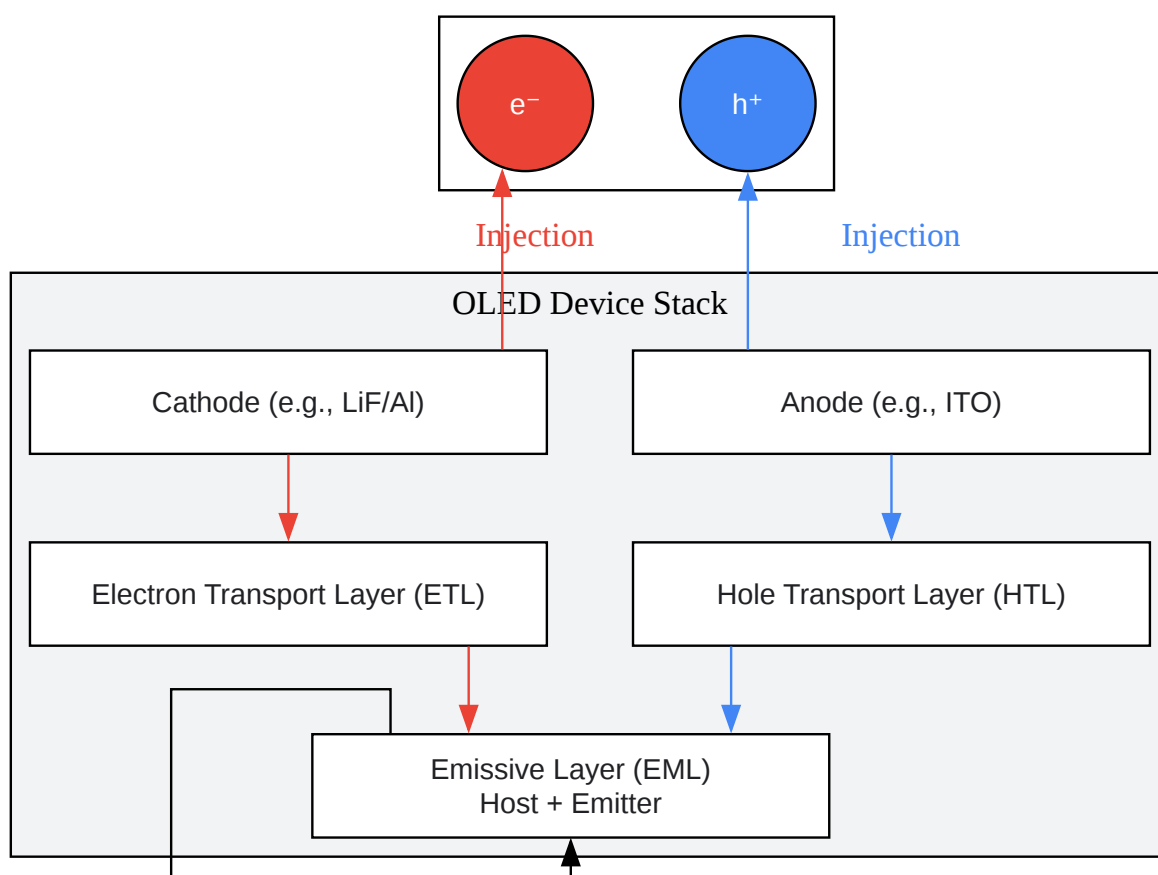 e⁻
h⁺
Injection
Injection
OLED Device Stack
Cathode (e.g., LiF/Al)
Anode (e.g., ITO)
Electron Transport Layer (ETL)
Hole Transport Layer (HTL)
Emissive Layer (EML)
Host + Emitter